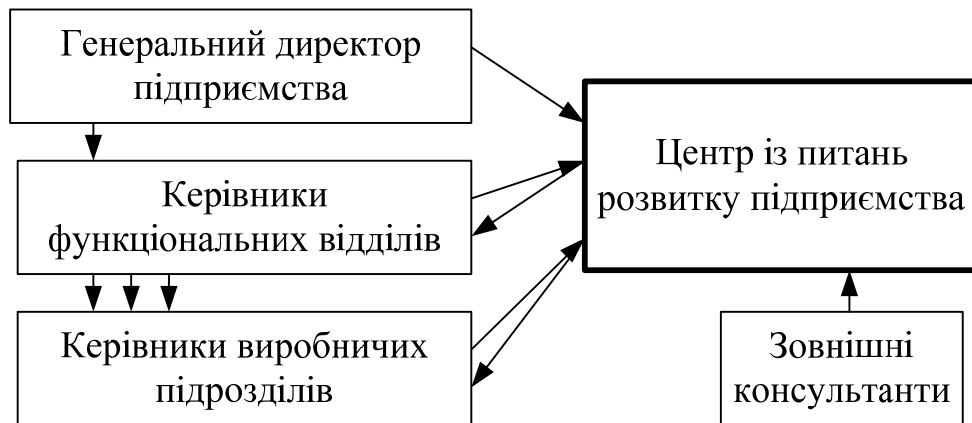 Генеральний директор
підприємства
Керівники
функціональних відділів
Керівники виробничих
підрозділів
Центр із питань
розвитку підприємства
Зовнішні
консультанти